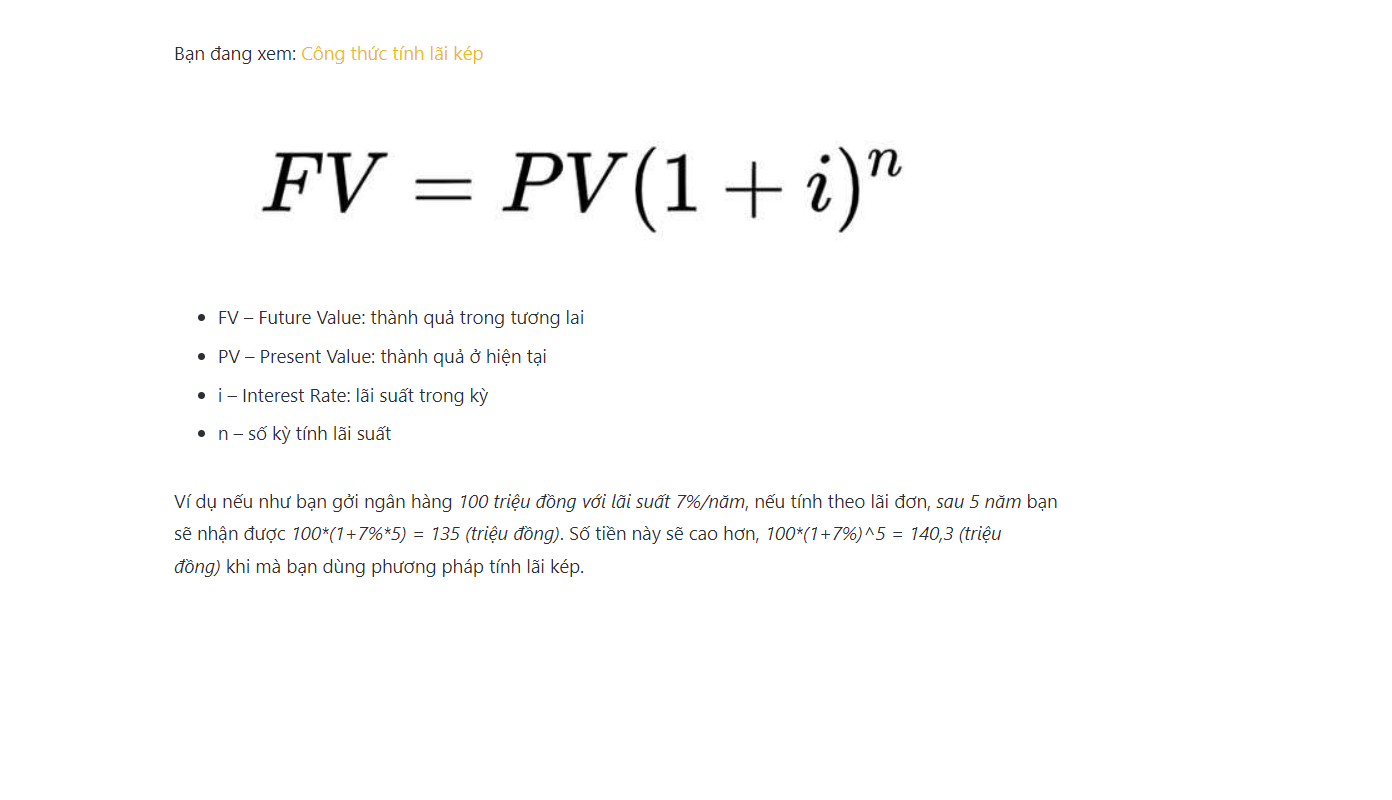 Bạn đang xem: Công thức tính lãi kép
FV = PV(1 + i)^n
• FV – Future Value: thành quả trong tương lai
• PV – Present Value: thành quả ở hiện tại
• i – Interest Rate: lãi suất trong kỳ
• n – số kỳ tính lãi suất
Ví dụ nếu như bạn gởi ngân hàng 100 triệu đồng với lãi suất 7%/năm, nếu tính theo lãi đơn, sau 5 năm bạn
sẽ nhận được 100*(1+7%*5) = 135 (triệu đồng). Số tiền này sẽ cao hơn, 100*(1+7%)^5 = 140,3 (triệu
đồng) khi mà bạn dùng phương pháp tính lãi kép.